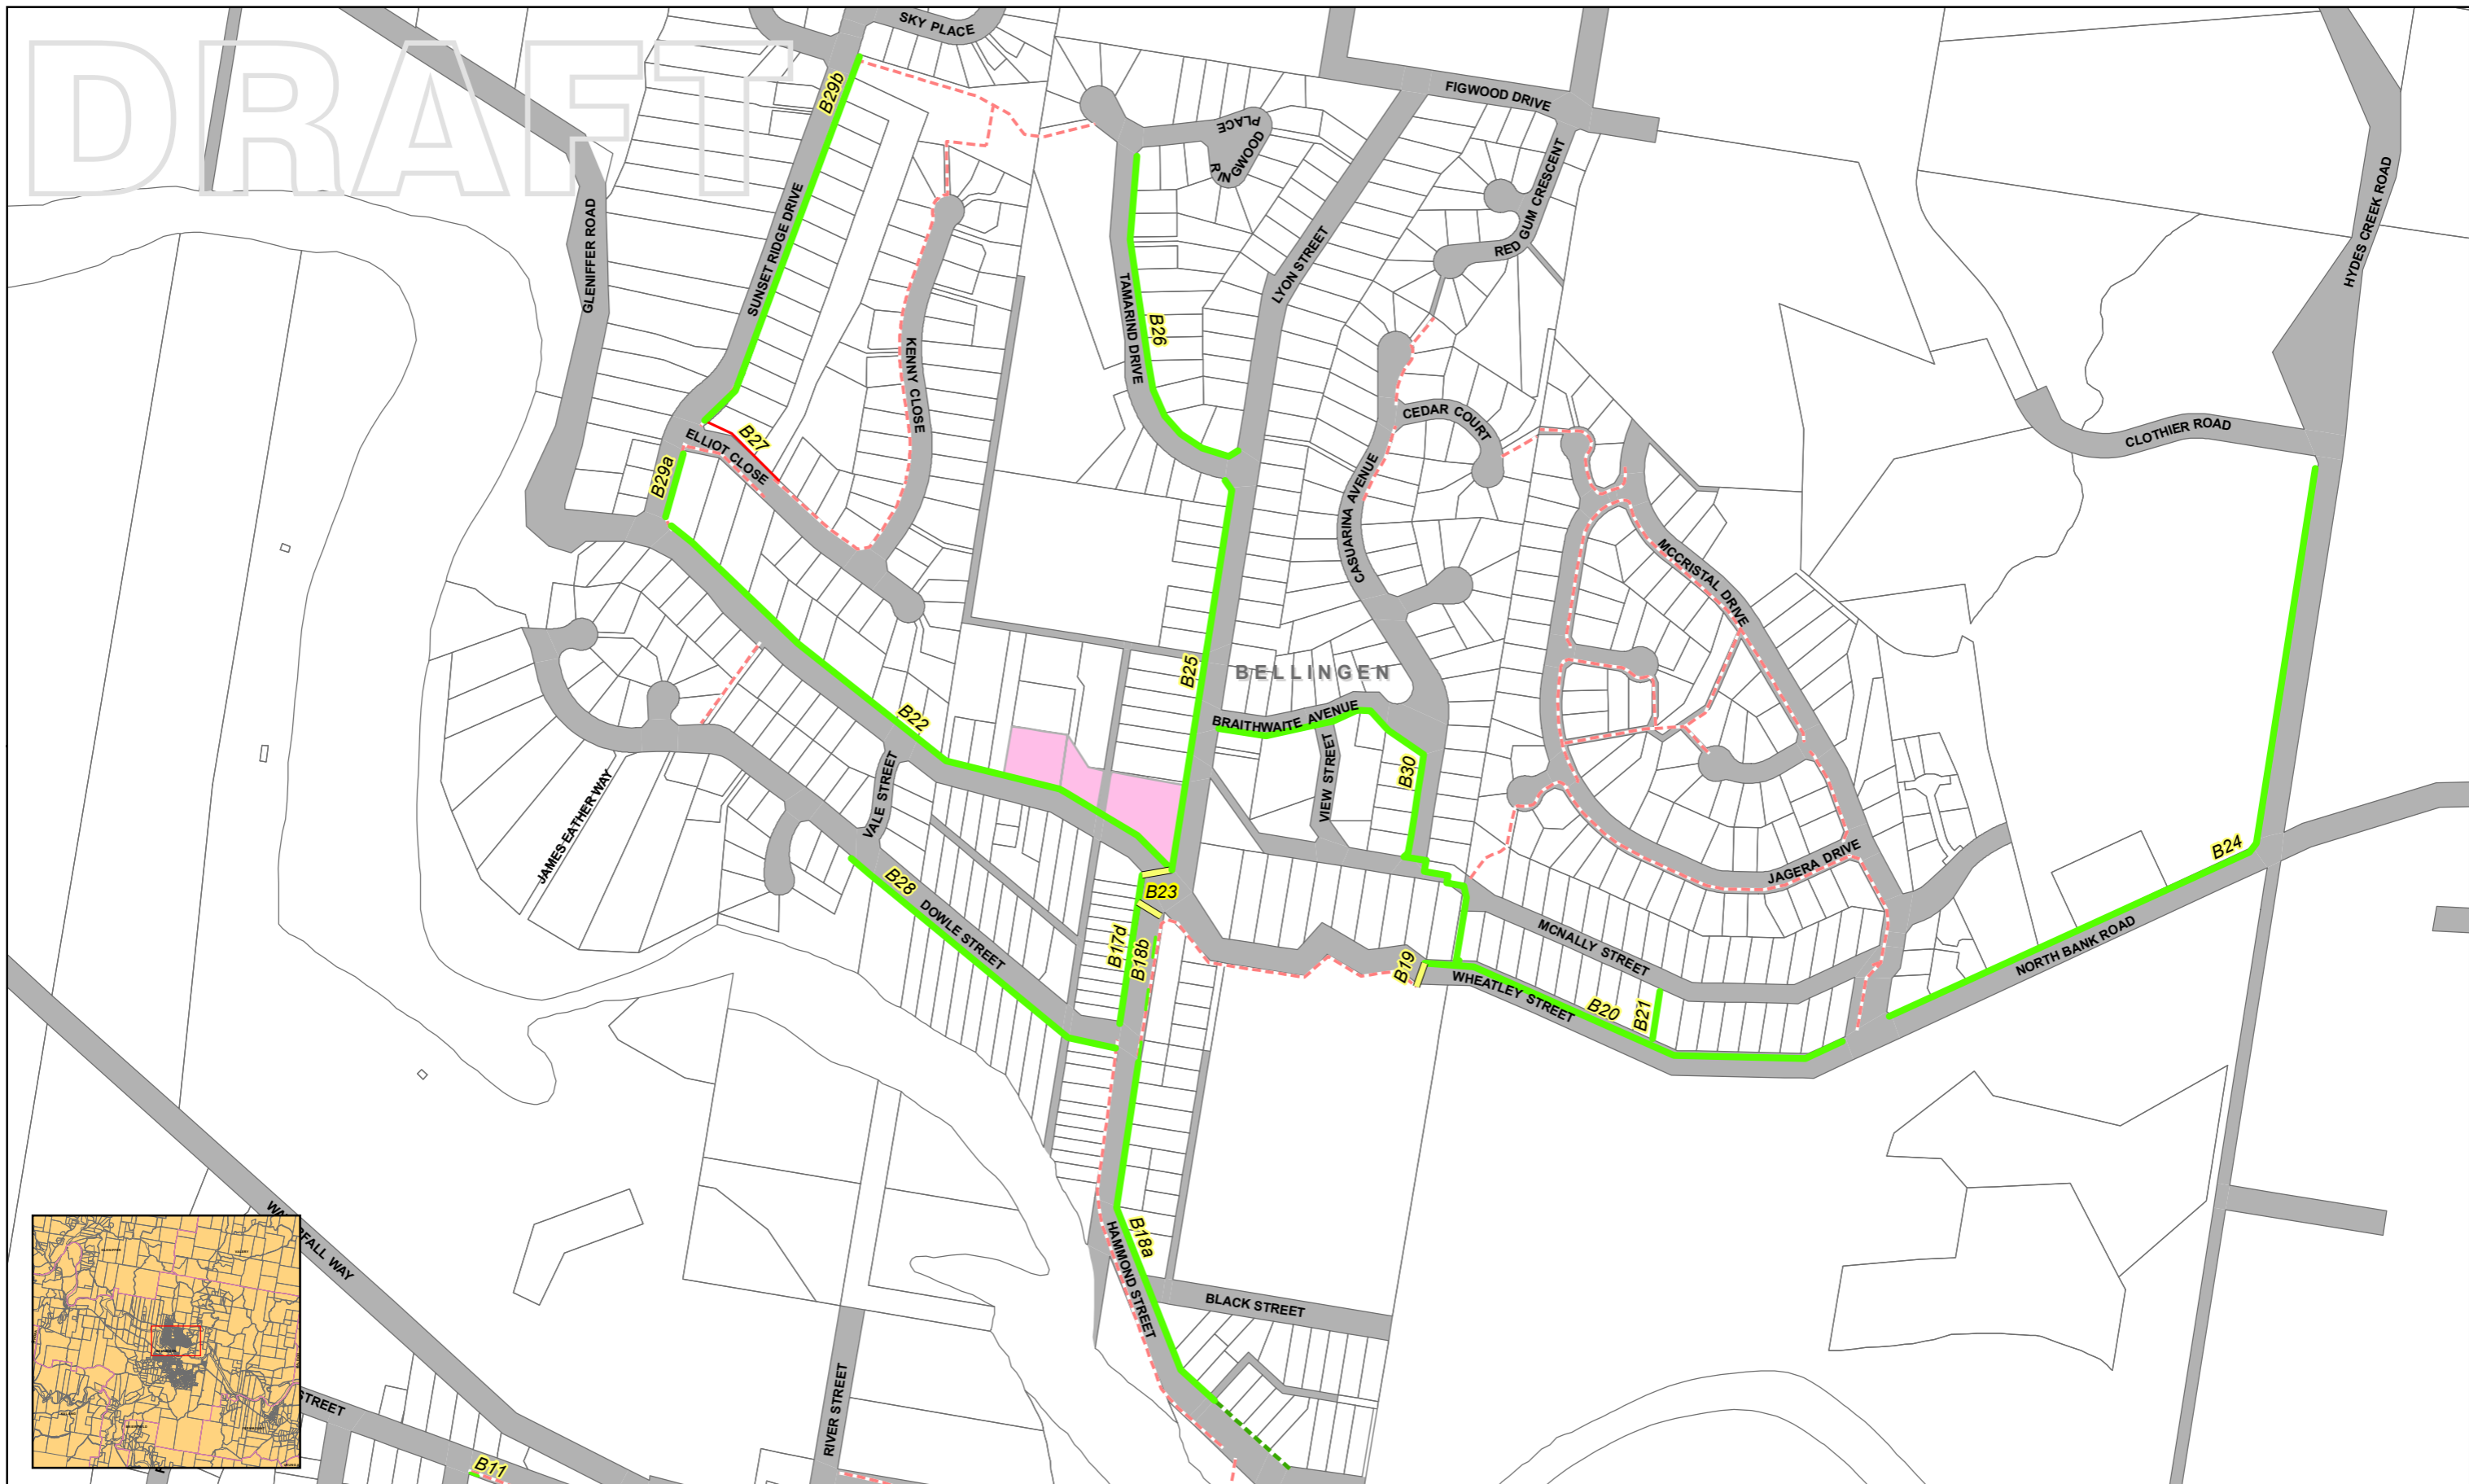 DRAFT
SKY PLACE
B29b
FIGWOOD DRIVE
PLACE
RINGWOOD
RED GUM CRESCENT
HYDES CREEK ROAD
GLENIFFER ROAD
SUNSET RIDGE DRIVE
LYON STREET
TAMARIND DRIVE
B26
KENNY CLOSE
B27
ELLIOT CLOSE
B29a
CEDAR COURT
CLOTHIER ROAD
CASUARINA AVENUE
MCCRISTAL DRIVE
B25
BELLINGEN
B22
BRAITHWAITE AVENUE
VIEW STREET
B30
VALE STREET
JAMES EATHER WAY
B24
JAGERA DRIVE
B28
B23
DOWLE STREET
B17d
B18b
MCNALLY STREET
NORTH BANK ROAD
B19
WHEATLEY STREET
B20
B21
B18a
HAMMOND STREET
BLACK STREET
FALL WAY
RIVER STREET
STREET
B11